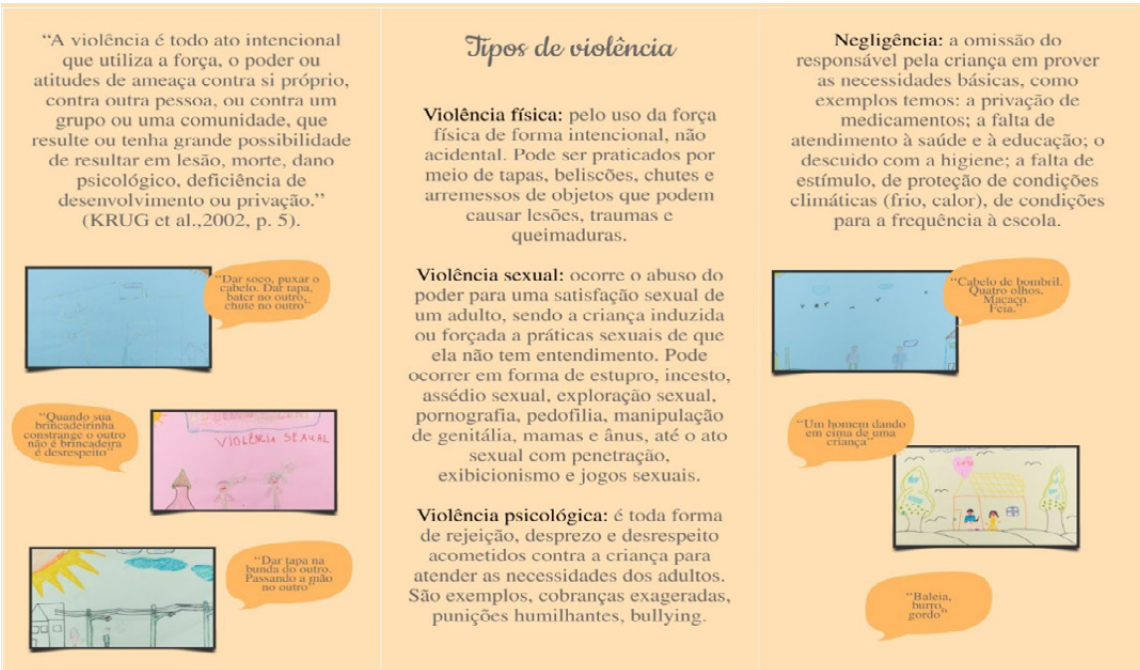 “A violência é todo ato intencional
que utiliza a força, o poder ou
atitudes de ameaça contra si próprio,
contra outra pessoa, ou contra um
grupo ou uma comunidade, que
resulte ou tenha grande possibilidade
de resultar em lesão, morte, dano
psicológico, deficiência de
desenvolvimento ou privação.”
(KRUG et al.,2002, p. 5).
“Dar soco, puxar o
cabelo. Dar tapa,
bater no outro,
chute no outro”
“Quando sua
brincadeirinha
constrange o outro
não é brincadeira
é desrespeito”
VIOLÊNCIA SEXUAL
“Dar tapa na
bunda do outro.
Passando a mão
no outro”
Tipos de violência
Violência física: pelo uso da força
física de forma intencional, não
acidental. Pode ser praticados por
meio de tapas, beliscões, chutes e
arremessos de objetos que podem
causar lesões, traumas e
queimaduras.
Violência sexual: ocorre o abuso do
poder para uma satisfação sexual de
um adulto, sendo a criança induzida
ou forçada a práticas sexuais de que
ela não tem entendimento. Pode
ocorrer em forma de estupro, incesto,
assédio sexual, exploração sexual,
pornografia, pedofilia, manipulação
de genitália, mamas e ânus, até o ato
sexual com penetração,
exibicionismo e jogos sexuais.
Violência psicológica: é toda forma
de rejeição, desprezo e desrespeito
acometidos contra a criança para
atender as necessidades dos adultos.
São exemplos, cobranças exageradas,
punições humilhantes, bullying.
Negligência: a omissão do
responsável pela criança em prover
as necessidades básicas, como
exemplos temos: a privação de
medicamentos; a falta de
atendimento à saúde e à educação; o
descuido com a higiene; a falta de
estímulo, de proteção de condições
climáticas (frio, calor), de condições
para a frequência à escola.
“Cabelo de bombril.
Quatro olhos.
Macaco.
Feia.”
“Um homem dando
em cima de uma
criança”
“Baleia,
burro,
gordo”